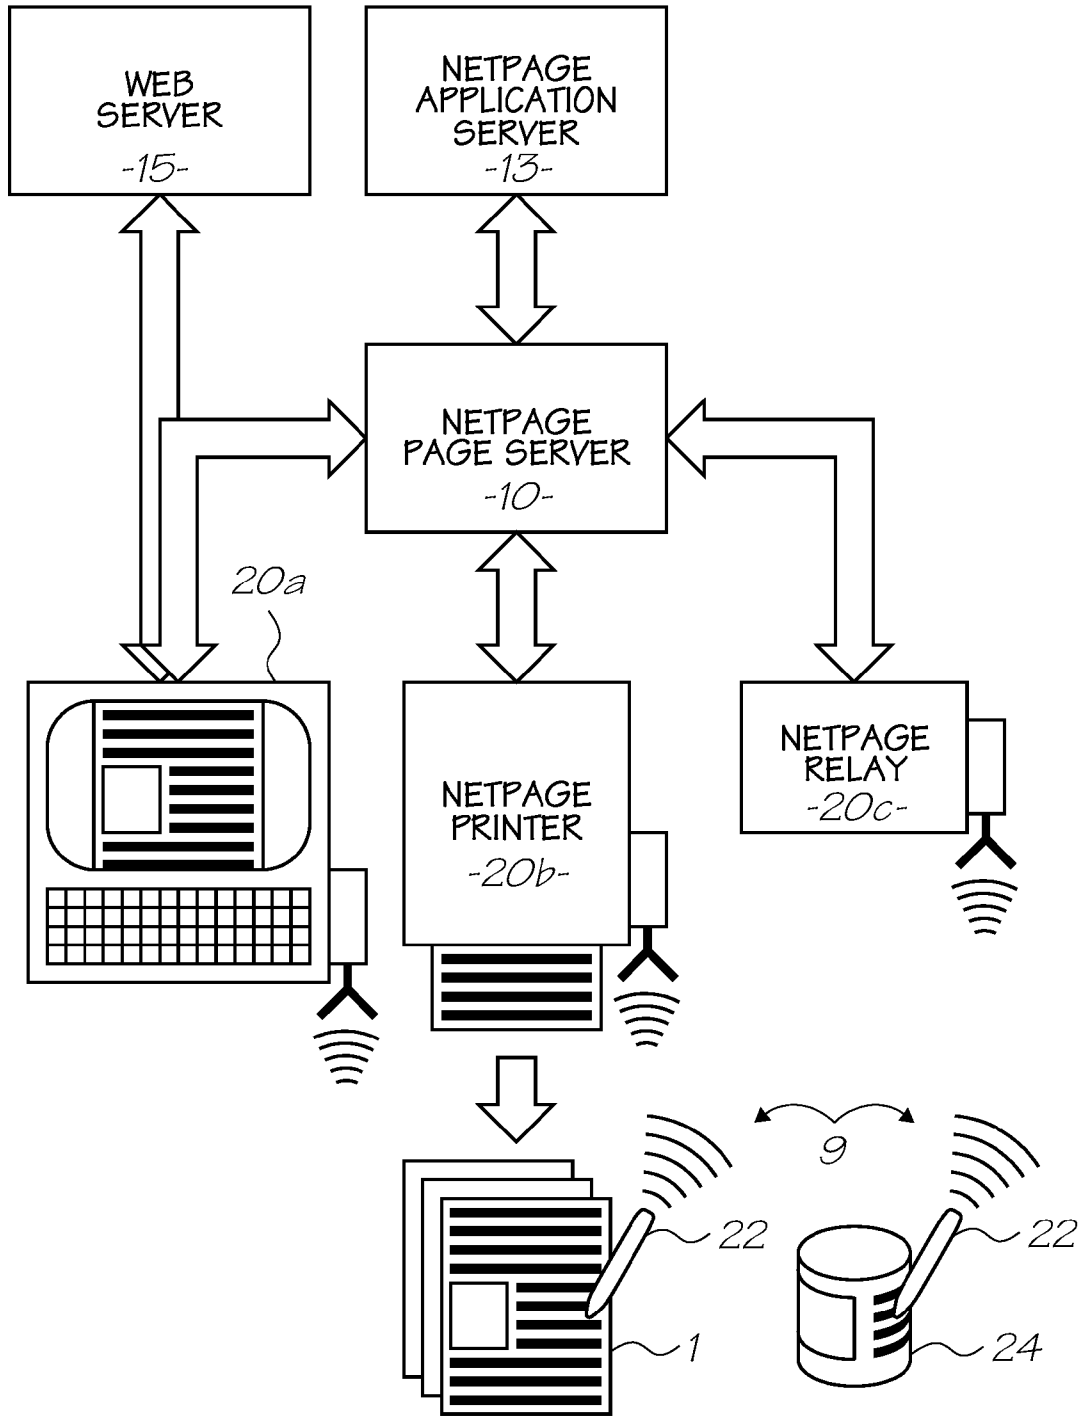 WEB
SERVER
-15-
NETPAGE
APPLICATION
SERVER
-13-
NETPAGE
PAGE SERVER
-10-
20a
NETPAGE
PRINTER
-20b-
NETPAGE
RELAY
-20c-
9
22
22
1
24